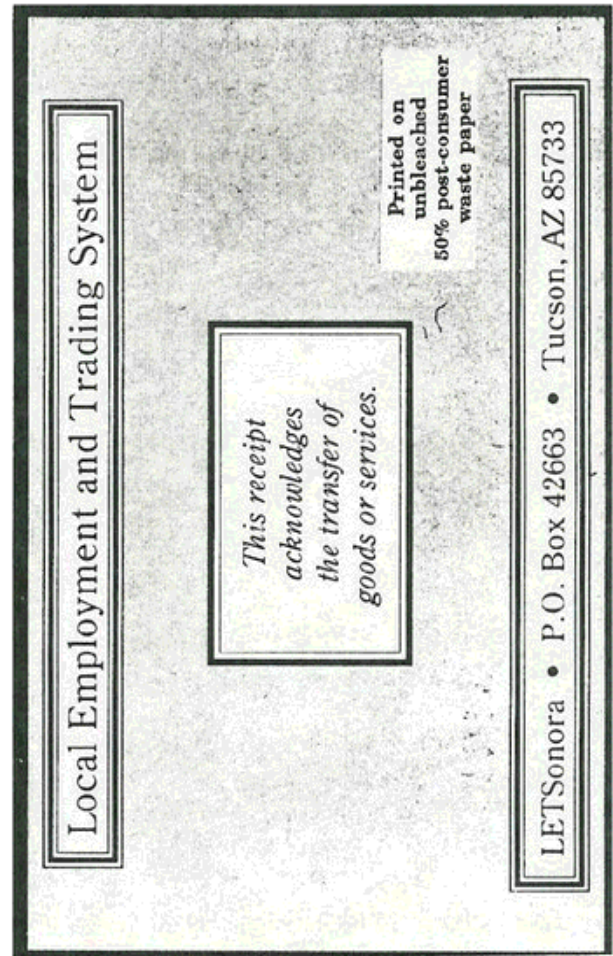 Local Employment and Trading System
This receipt
acknowledges
the transfer of
goods or services.
Printed on
unbleached
50% post-consumer
waste paper
LETSonora • P.O. Box 42663 • Tucson, AZ 85733